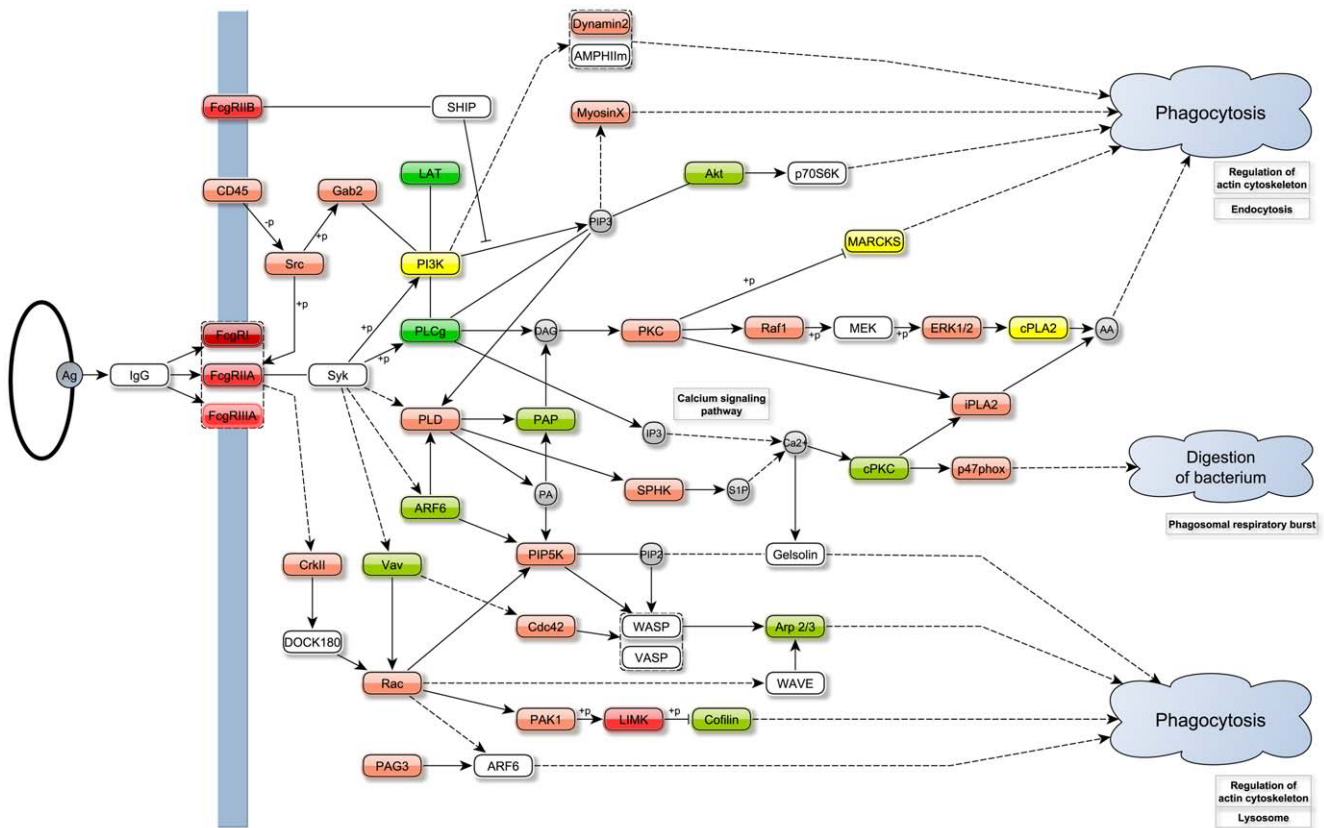 Dynamin2
AMPHIIm
FcgRIIB
SHIP
MyosinX
Phagocytosis
Regulation of
actin cytoskeleton
Endocytosis
CD45
Gab2
LAT
Akt
p70S6K
-p
+p
PIP3
Src
PI3K
MARCKS
+p
+p
+p
FcgRI
PLCg
DAG
PKC
Raf1
+p
MEK
+p
ERK1/2
cPLA2
AA
+p
Ag
IgG
FcgRIIA
Syk
FcgRIIIA
PLD
PAP
Calcium signaling
pathway
iPLA2
IP3
Ca2+
cPKC
p47phox
Digestion
of bacterium
Phagosomal respiratory burst
PA
SPHK
S1P
ARF6
CrkII
Vav
PIP5K
PIP2
Gelsolin
Cdc42
WASP
VASP
Arp 2/3
DOCK180
Rac
WAVE
PAK1
+p
LIMK
+p
Cofilin
Phagocytosis
PAG3
ARF6
Regulation of
actin cytoskeleton
Lysosome